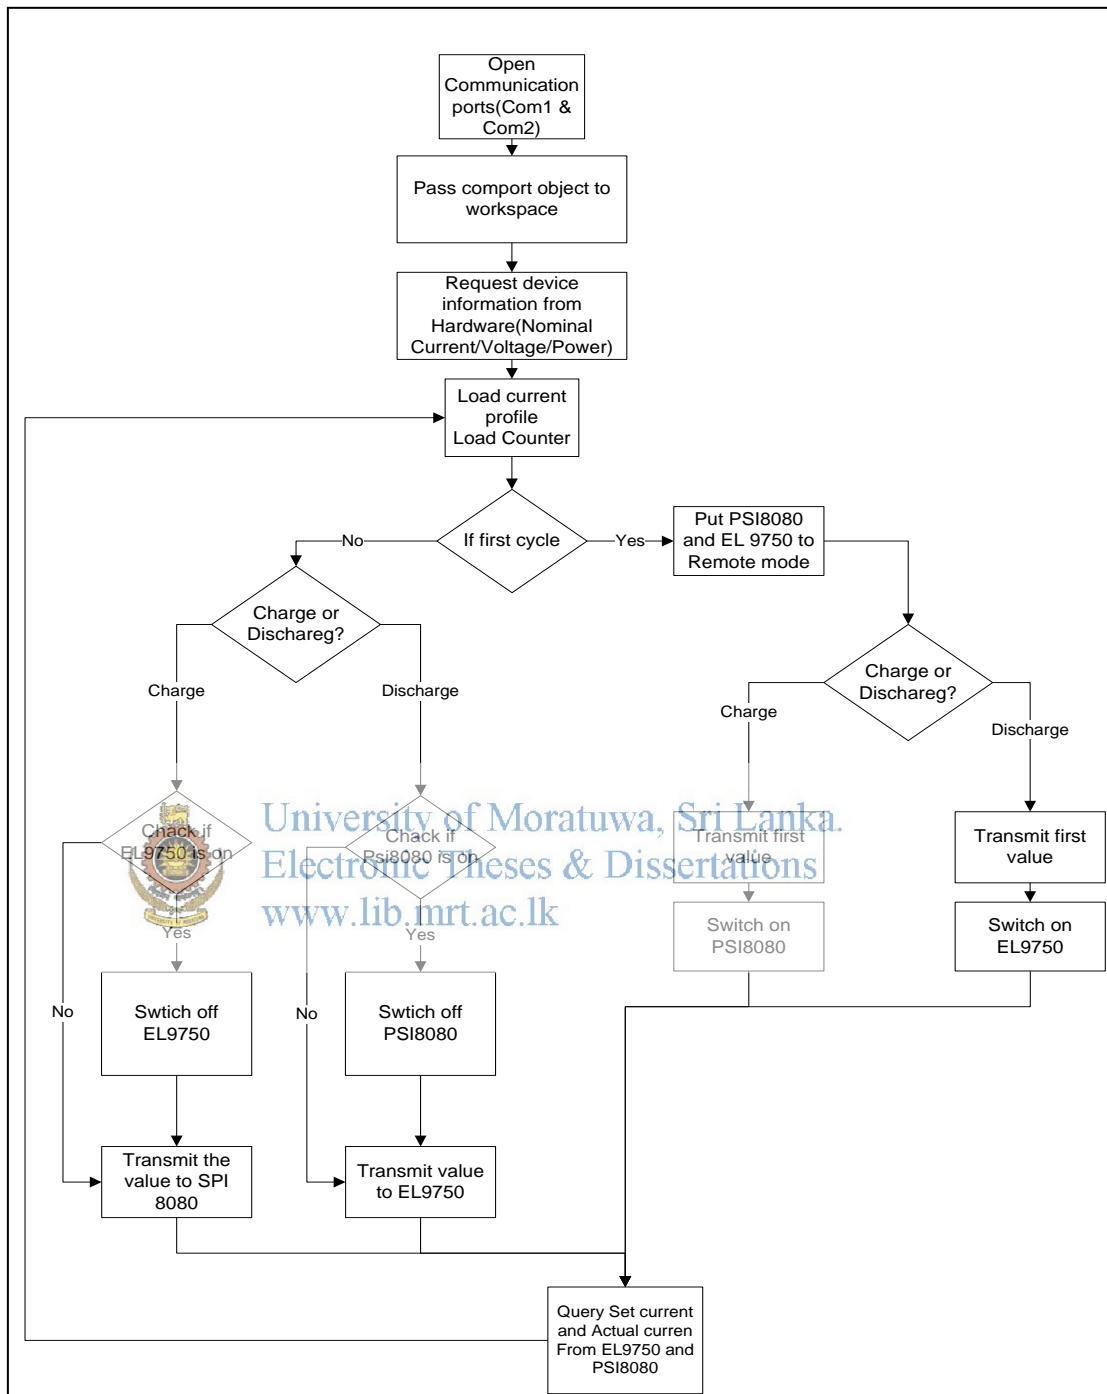 Open
Communication
ports(Com1 &
Com2)
Pass comport object to
workspace
Request device
information from
Hardware(Nominal
Current/Voltage/Power)
Load current
profile
Load Counter
If first cycle
No
Yes
Put PSI8080
and EL 9750 to
Remote mode
Charge or
Dischareg?
Charge
Discharge
Charge or
Dischareg?
Charge
Discharge
Chack if
EL9750 is on
Chack if
Psi8080 is on
University of Moratuwa, Sri Lanka.
Electronic Theses & Dissertations
www.lib.mrt.ac.lk
Transmit first
value
Transmit first
value
Yes
Yes
Switch on
PSI8080
Switch on
EL9750
No
Swtich off
EL9750
No
Swtich off
PSI8080
Transmit the
value to SPI
8080
Transmit value
to EL9750
Query Set current
and Actual curren
From EL9750 and
PSI8080